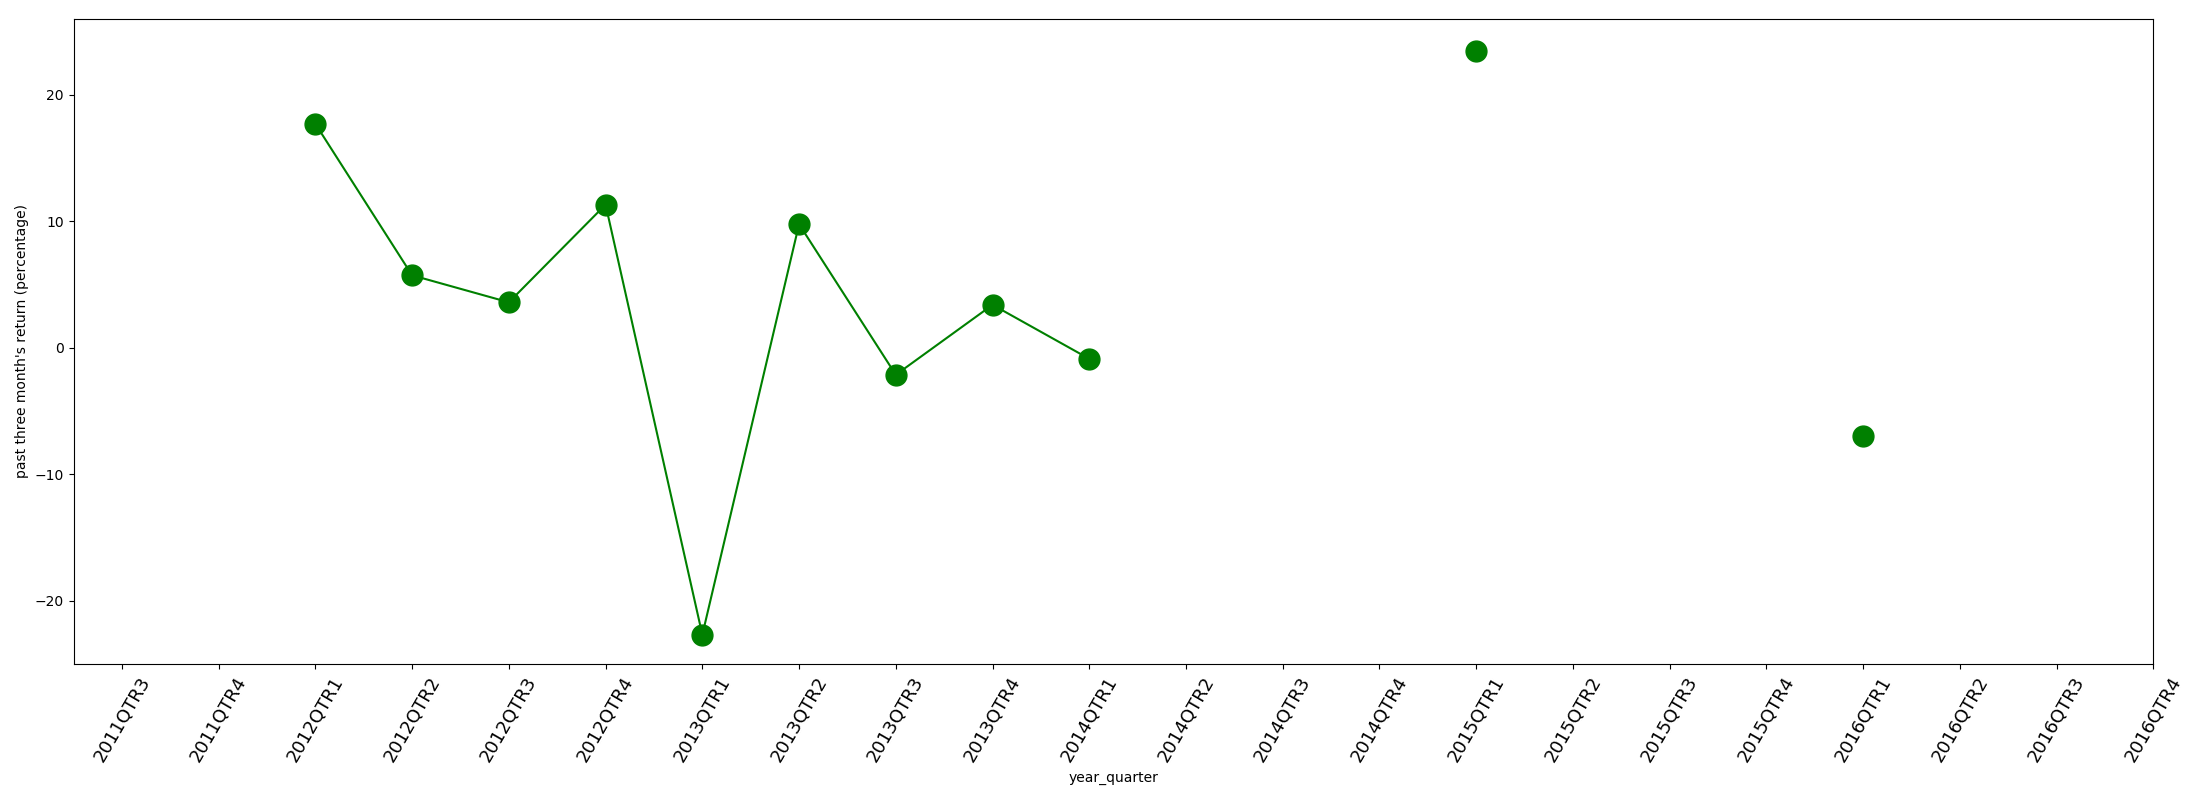 past three month's return (percentage)
20
10
0
−10
−20
2011QTR3
2011QTR4
2012QTR1
2012QTR2
2012QTR3
2012QTR4
2013QTR1
2013QTR2
2013QTR3
2013QTR4
2014QTR1
2014QTR2
2014QTR3
2014QTR4
2015QTR1
2015QTR2
2015QTR3
2015QTR4
2016QTR1
2016QTR2
2016QTR3
2016QTR4
year_quarter